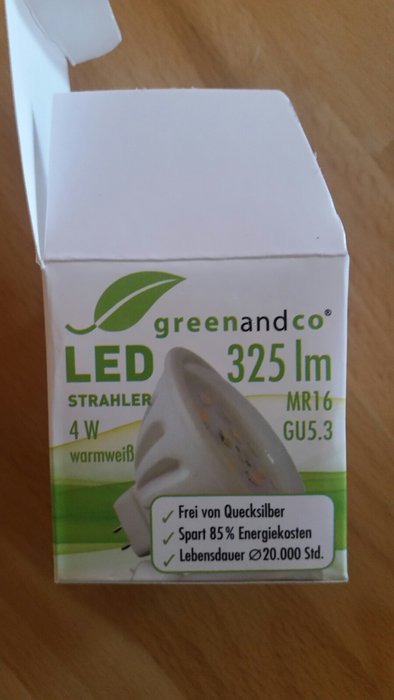 greenandco®
LED
STRAHLER
4 W
warmweiß
325 lm
MR16
GU5.3
✓ Frei von Quecksilber
✓ Spart 85% Energiekosten
✓ Lebensdauer ∅20.000 Std.